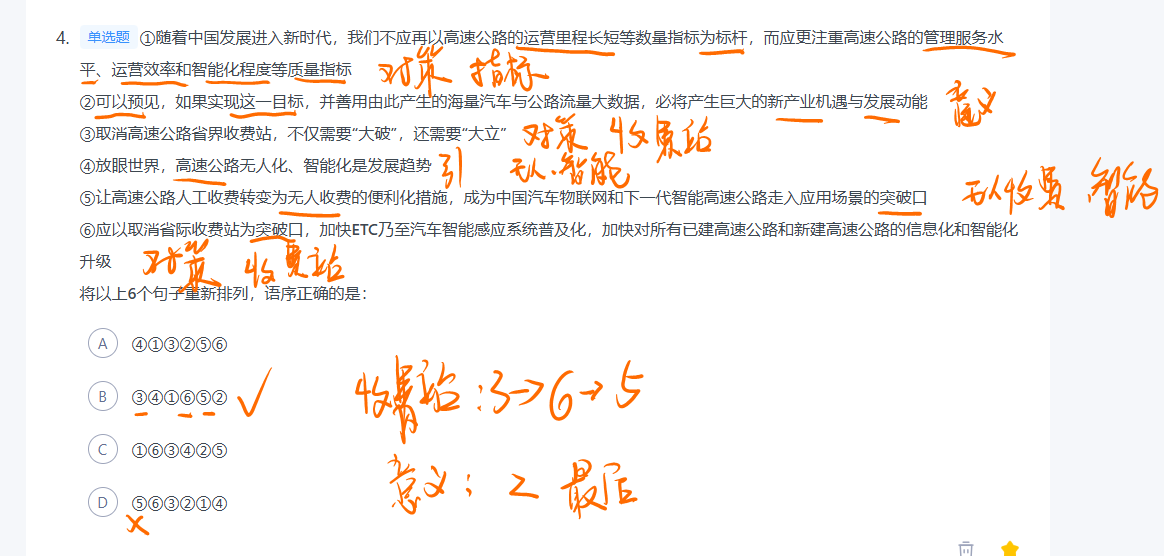 4. 单选题 ①随着中国发展进入新时代，我们不应再以高速公路的运营里程长短等数量指标为标杆，而应更注重高速公路的管理服务水
平、运营效率和智能化程度等质量指标 对策 指标
②可以预见，如果实现这一目标，并善用由此产生的海量汽车与公路流量大数据，必将产生巨大的新产业机遇与发展动能 意义
③取消高速公路省界收费站，不仅需要“大破”，还需要“大立” 对策 收费站
④放眼世界，高速公路无人化、智能化是发展趋势 引 无人.智能
⑤让高速公路人工收费转变为无人收费的便利化措施，成为中国汽车物联网和下一代智能高速公路走入应用场景的突破口 无人收费 智能
⑥应以取消省际收费站为突破口，加快ETC乃至汽车智能感应系统普及化，加快对所有已建高速公路和新建高速公路的信息化和智能化
升级 对策 收费站
将以上6个句子重新排列，语序正确的是：
A ④①③②⑤⑥
B ③④①⑥⑤② ✓
收费站：3→6→5
C ①⑥③④②⑤
意义：2 最后
D ⑤⑥③②①④
×